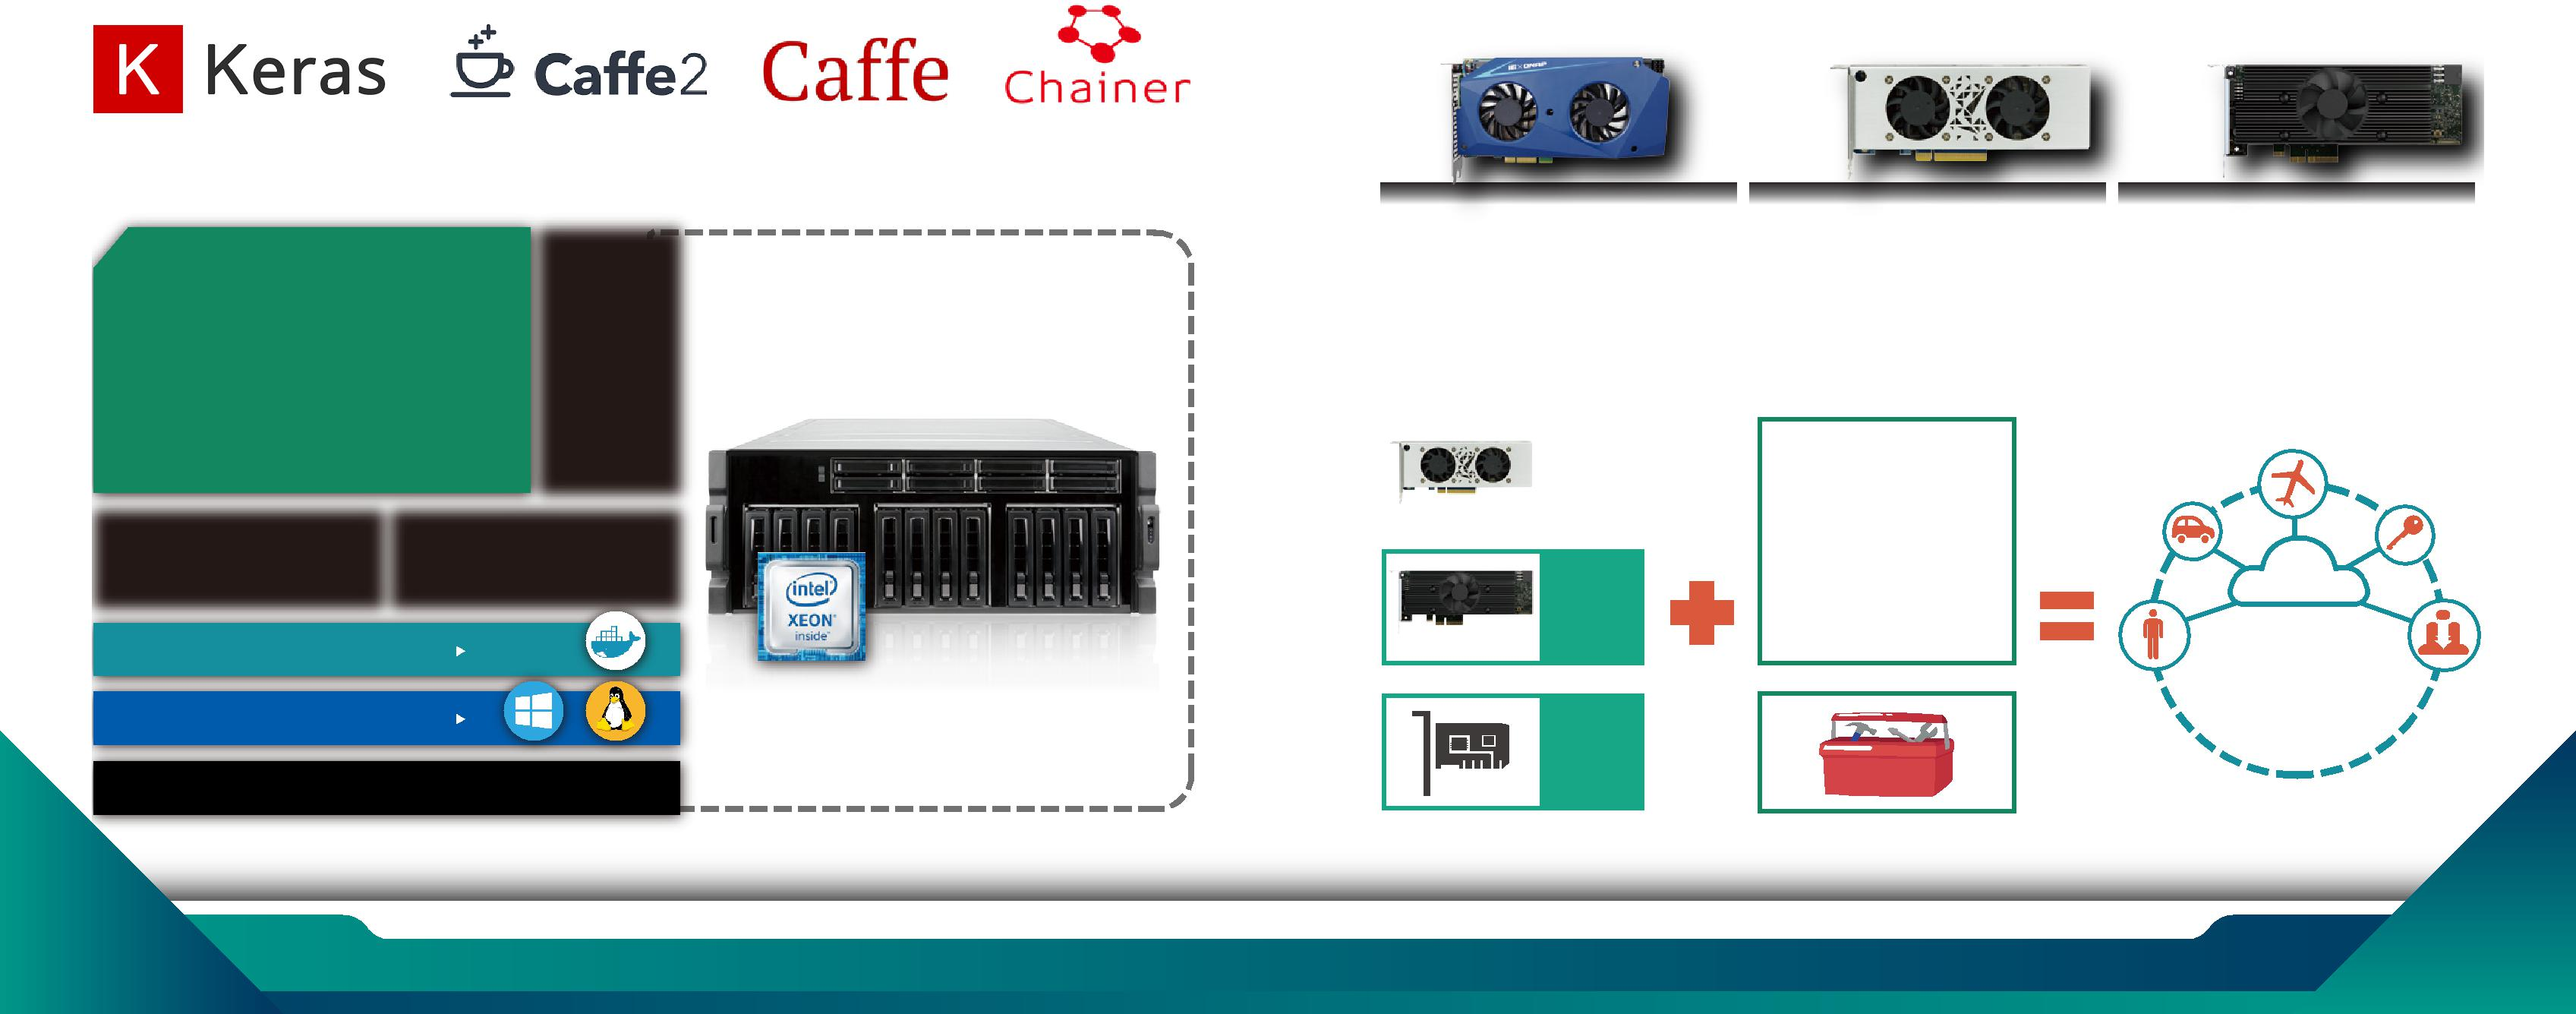 K Keras
Caffe2
Caffe
Chainer
intel
XEON
inside